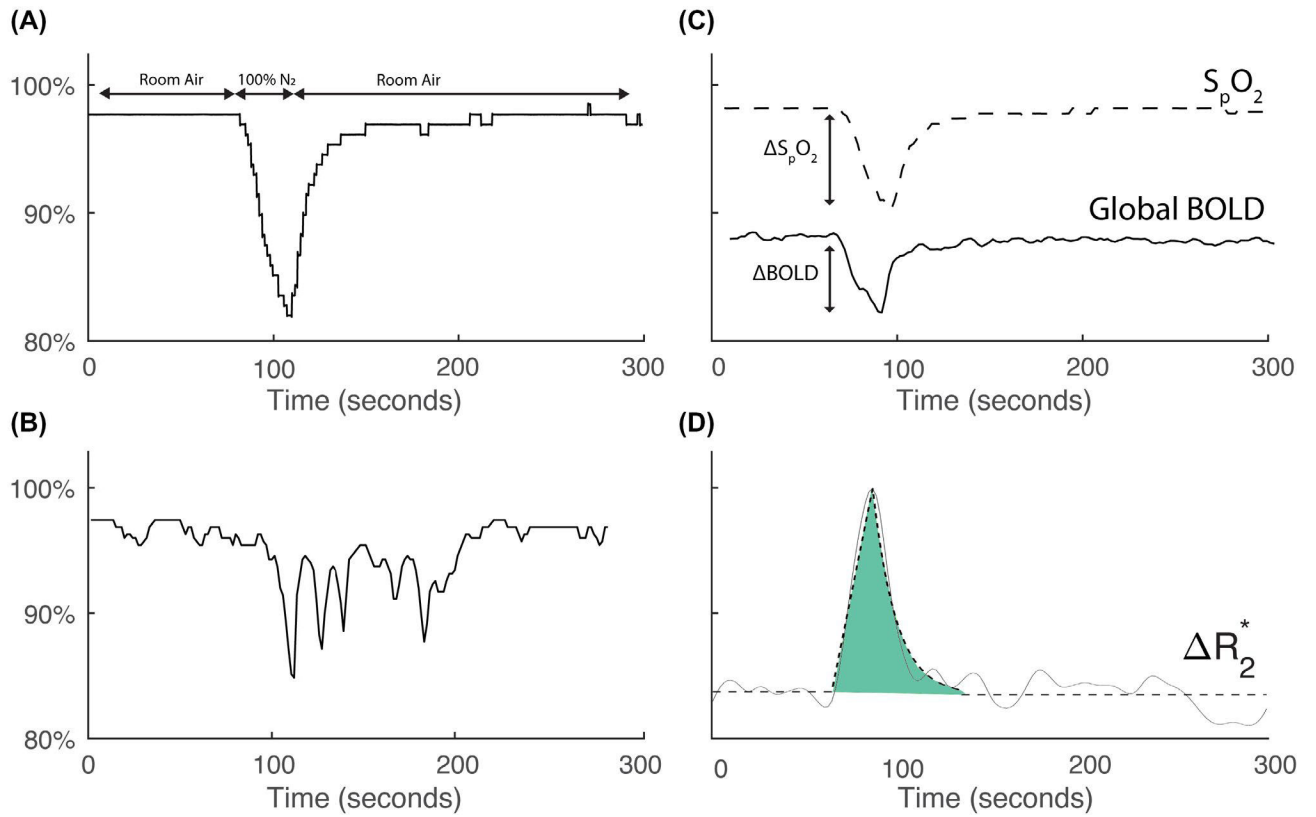 (A)
100%
90%
80%
Room Air
100% N₂
Room Air
0
100
200
300
Time (seconds)
(C)
SpO2
ΔSpO2
Global BOLD
ΔBOLD
0
100
200
300
Time (seconds)
(B)
100%
90%
80%
0
100
200
300
Time (seconds)
(D)
ΔR2*
0
100
200
300
Time (seconds)